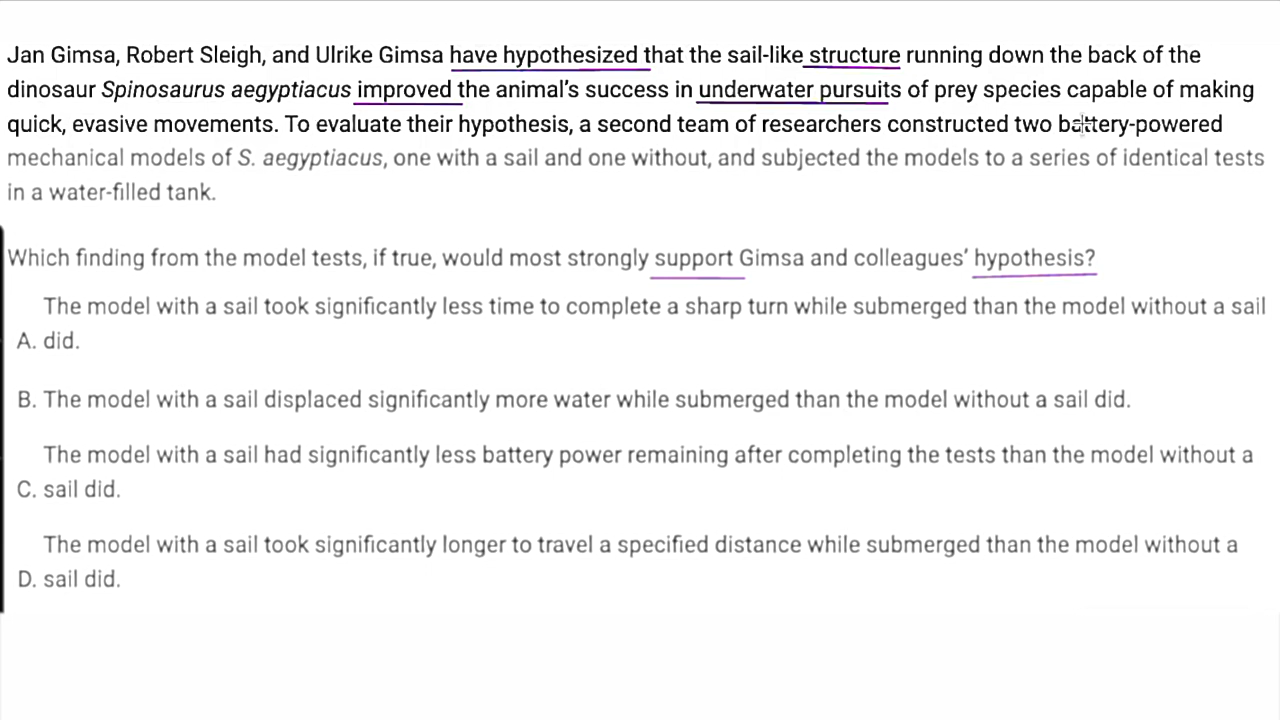 Jan Gimsa, Robert Sleigh, and Ulrike Gimsa have hypothesized that the sail-like structure running down the back of the
dinosaur Spinosaurus aegyptiacus improved the animal's success in underwater pursuits of prey species capable of making
quick, evasive movements. To evaluate their hypothesis, a second team of researchers constructed two battery-powered
mechanical models of S. aegyptiacus, one with a sail and one without, and subjected the models to a series of identical tests
in a water-filled tank.
Which finding from the model tests, if true, would most strongly support Gimsa and colleagues' hypothesis?
The model with a sail took significantly less time to complete a sharp turn while submerged than the model without a sail
A. did.
B. The model with a sail displaced significantly more water while submerged than the model without a sail did.
The model with a sail had significantly less battery power remaining after completing the tests than the model without a
C. sail did.
The model with a sail took significantly longer to travel a specified distance while submerged than the model without a
D. sail did.